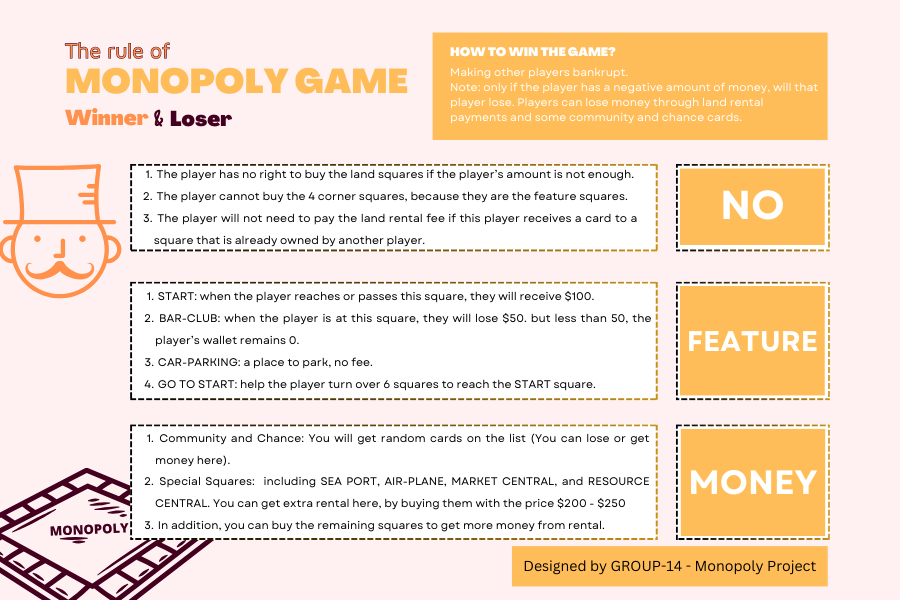 The rule of
MONOPOLY GAME
Winner & Loser
HOW TO WIN THE GAME?
Making other players bankrupt.
Note: only if the player has a negative amount of money, will that
player lose. Players can lose money through land rental
payments and some community and chance cards.
1. The player has no right to buy the land squares if the player's amount is not enough.
2. The player cannot buy the 4 corner squares, because they are the feature squares.
3. The player will not need to pay the land rental fee if this player receives a card to a
square that is already owned by another player.
NO
1. START: when the player reaches or passes this square, they will receive $100.
2. BAR-CLUB: when the player is at this square, they will lose $50. but less than 50, the
player's wallet remains 0.
3. CAR-PARKING: a place to park, no fee.
4. GO TO START: help the player turn over 6 squares to reach the START square.
FEATURE
1. Community and Chance: You will get random cards on the list (You can lose or get
money here).
2. Special Squares: including SEA PORT, AIR-PLANE, MARKET CENTRAL, and RESOURCE
CENTRAL. You can get extra rental here, by buying them with the price $200 - $250
3. In addition, you can buy the remaining squares to get more money from rental.
MONEY
MONOPOLY
Designed by GROUP-14 - Monopoly Project